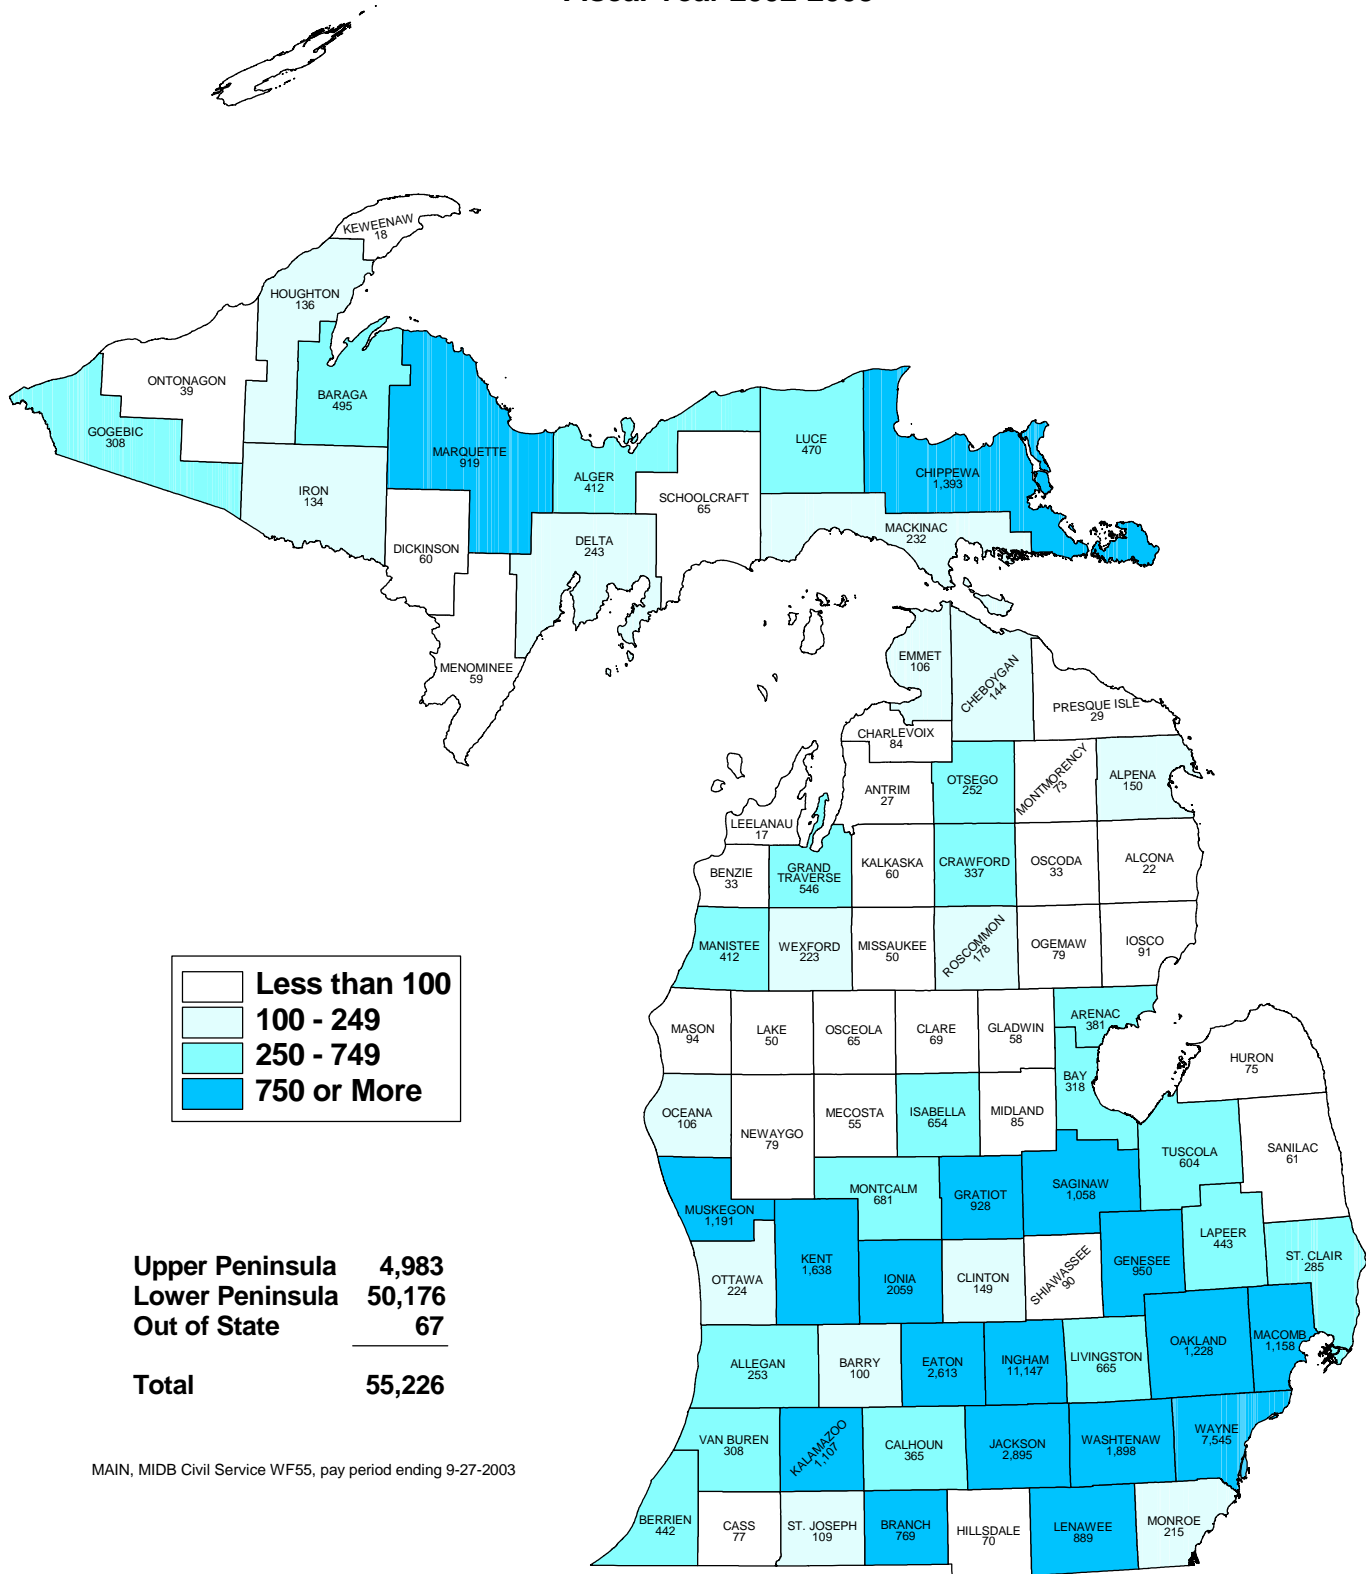 KEWEENAW
18
HOUGHTON
136
ONTONAGON
39
BARAGA
495
GOGEBIC
308
MARQUETTE
919
LUCE
470
CHIPPEWA
1,393
ALGER
412
IRON
134
SCHOOLCRAFT
65
MACKINAC
232
DICKINSON
60
DELTA
243
MENOMINEE
59
EMMET
106
CHEBOYGAN
144
PRESQUE ISLE
29
CHARLEVOIX
84
ANTRIM
27
OTSEGO
252
MONTMORENCY
73
ALPENA
150
LEELANAU
17
BENZIE
33
GRAND
TRAVERSE
546
KALKASKA
60
CRAWFORD
337
OSCODA
33
ALCONA
22
MANISTEE
412
WEXFORD
223
MISSAUKEE
50
ROSCOMMON
178
OGEMAW
79
IOSCO
91
Less than 100
100 - 249
250 - 749
750 or More
MASON
94
LAKE
50
OSCEOLA
65
CLARE
69
GLADWIN
58
ARENAC
381
HURON
75
OCEANA
106
NEWAYGO
79
MECOSTA
55
ISABELLA
654
MIDLAND
85
BAY
318
TUSCOLA
604
SANILAC
61
MUSKEGON
1,191
MONTCALM
681
GRATIOT
928
SAGINAW
1,058
LAPEER
443
ST. CLAIR
285
OTTAWA
224
KENT
1,638
IONIA
2059
CLINTON
149
SHIAWASSEE
90
GENESEE
950
Upper Peninsula 4,983
Lower Peninsula 50,176
Out of State 67
Total 55,226
ALLEGAN
253
BARRY
100
EATON
2,613
INGHAM
11,147
LIVINGSTON
665
OAKLAND
1,228
MACOMB
1,158
VAN BUREN
308
KALAMAZOO
1,107
CALHOUN
365
JACKSON
2,895
WASHTENAW
1,898
WAYNE
7,545
MAIN, MIDB Civil Service WF55, pay period ending 9-27-2003
BERRIEN
442
CASS
77
ST. JOSEPH
109
BRANCH
769
HILLSDALE
70
LENAWEE
889
MONROE
215